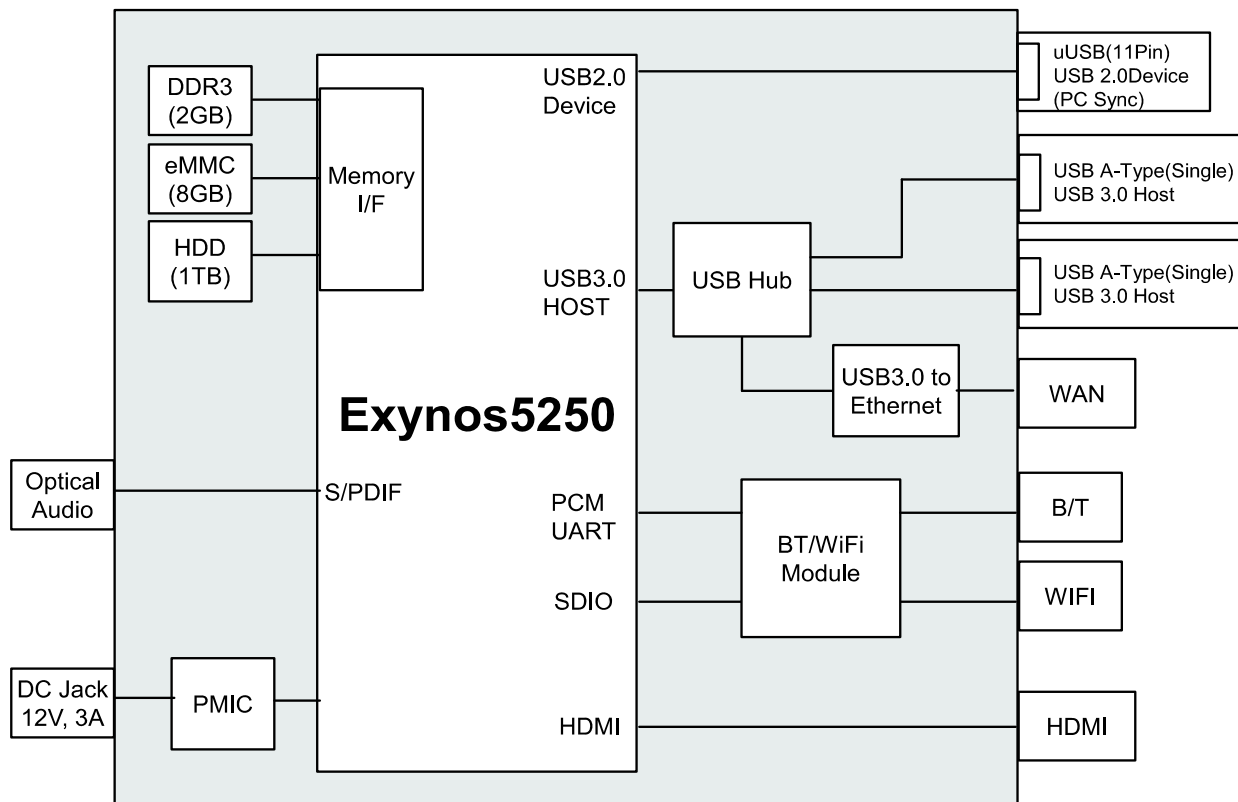 DDR3
(2GB)
eMMC
(8GB)
HDD
(1TB)
Memory
I/F
USB2.0
Device
uUSB(11Pin)
USB 2.0Device
(PC Sync)
USB A-Type(Single)
USB 3.0 Host
USB3.0
HOST
USB Hub
USB A-Type(Single)
USB 3.0 Host
USB3.0 to
Ethernet
WAN
Exynos5250
Optical
Audio
S/PDIF
PCM
UART
SDIO
BT/WiFi
Module
B/T
WIFI
DC Jack
12V, 3A
PMIC
HDMI
HDMI